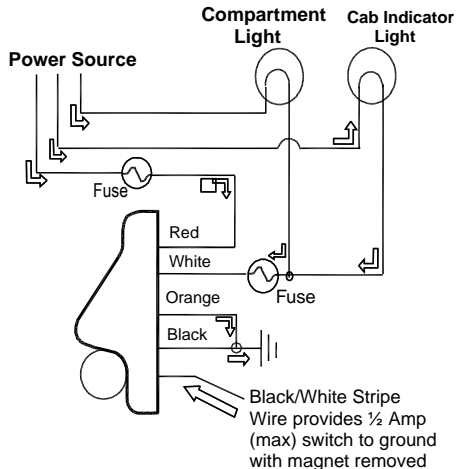 Compartment
Light
Cab Indicator
Light
Power Source
Fuse
Red
White
Fuse
Orange
Black
Black/White Stripe
Wire provides ½ Amp
(max) switch to ground
with magnet removed